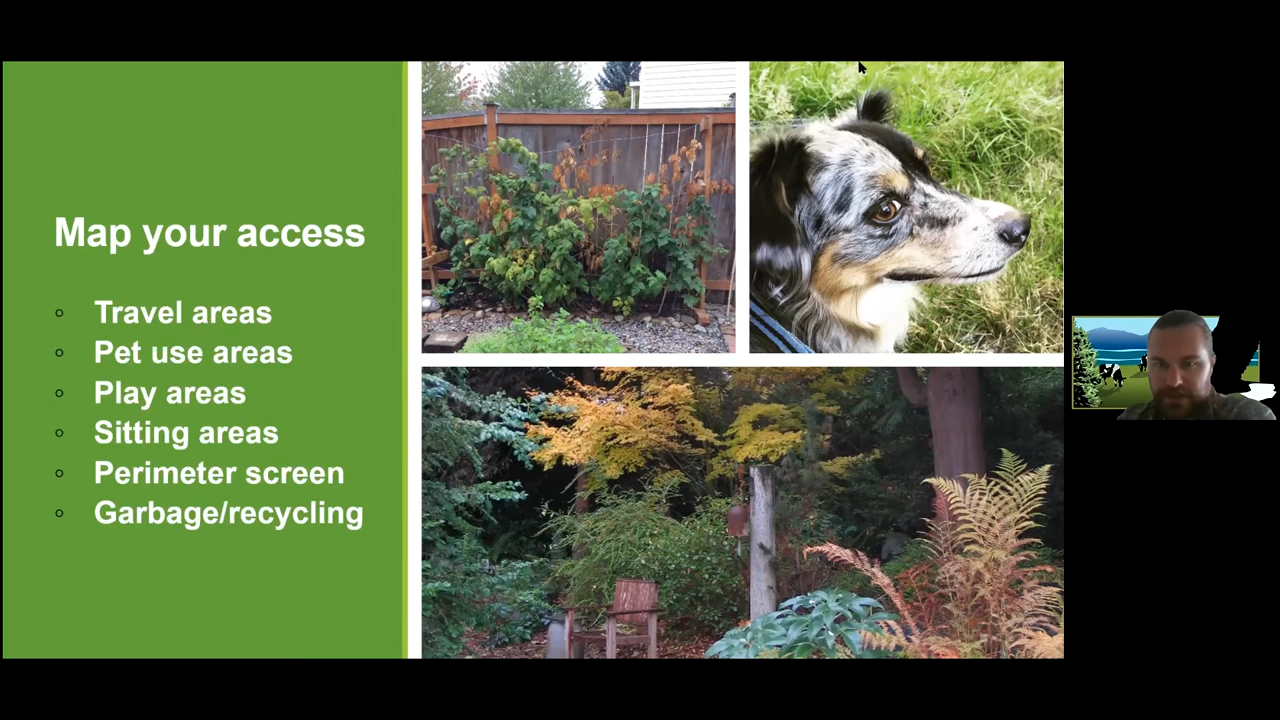 Map your access
Travel areas
Pet use areas
Play areas
Sitting areas
Perimeter screen
Garbage/recycling